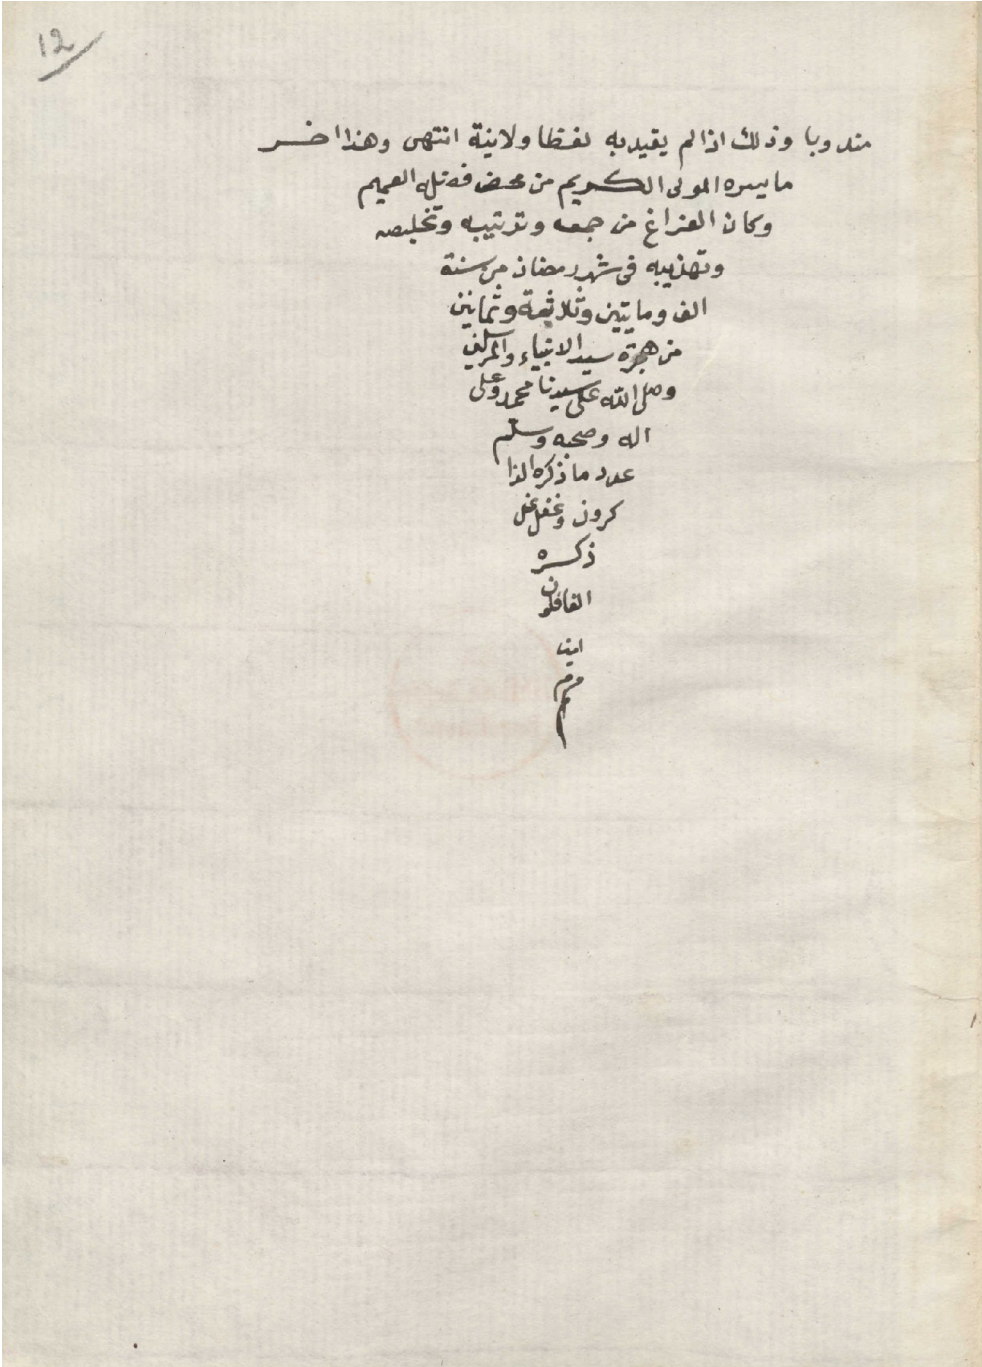 12
مندوبا وذلك اذا لم يقيد به لفظا ولا نية انتهى وهذا اخر
ما يسره المولى الكريم من محض فضله العميم
وكان الفراغ من جمعه وترتيبه وتخليصه
وتهذيبه فى شهر رمضان من سنة
الف ومايتين وثلاثة وثمانين
من هجرة سيد الانبياء والمرسلين
وصلى الله على سيدنا محمد وعلى
اله وصحبه وسلم
عدد ما ذكره الذا
كرون وغفل عن
ذكره
الغافلون
امين